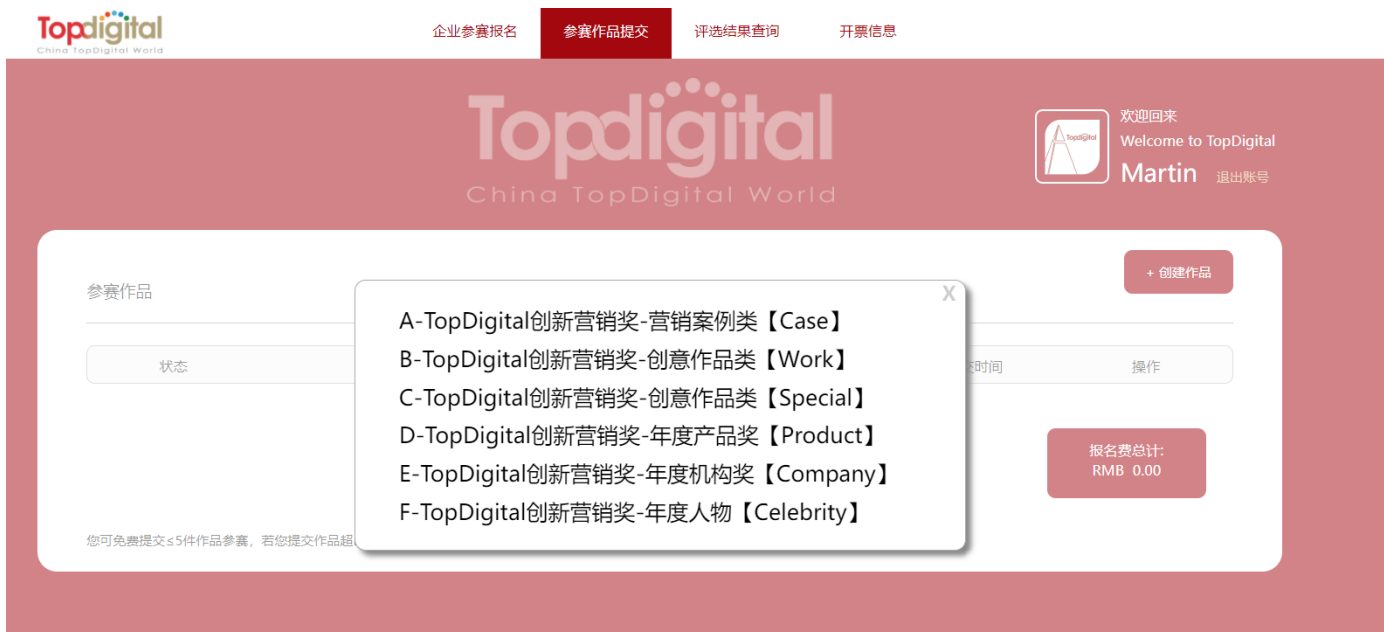 Topdigital
China TopDigital World
企业参赛报名 参赛作品提交 评选结果查询 开票信息
Topdigital
China TopDigital World
Topdigital
欢迎回来
Welcome to TopDigital
Martin 退出账号
+ 创建作品
参赛作品
X
A-TopDigital创新营销奖-营销案例类【Case】
B-TopDigital创新营销奖-创意作品类【Work】
C-TopDigital创新营销奖-创意作品类【Special】
D-TopDigital创新营销奖-年度产品奖【Product】
E-TopDigital创新营销奖-年度机构奖【Company】
F-TopDigital创新营销奖-年度人物【Celebrity】
状态 时间 操作
报名费总计:
RMB 0.00
您可免费提交≤5件作品参赛，若您提交作品超